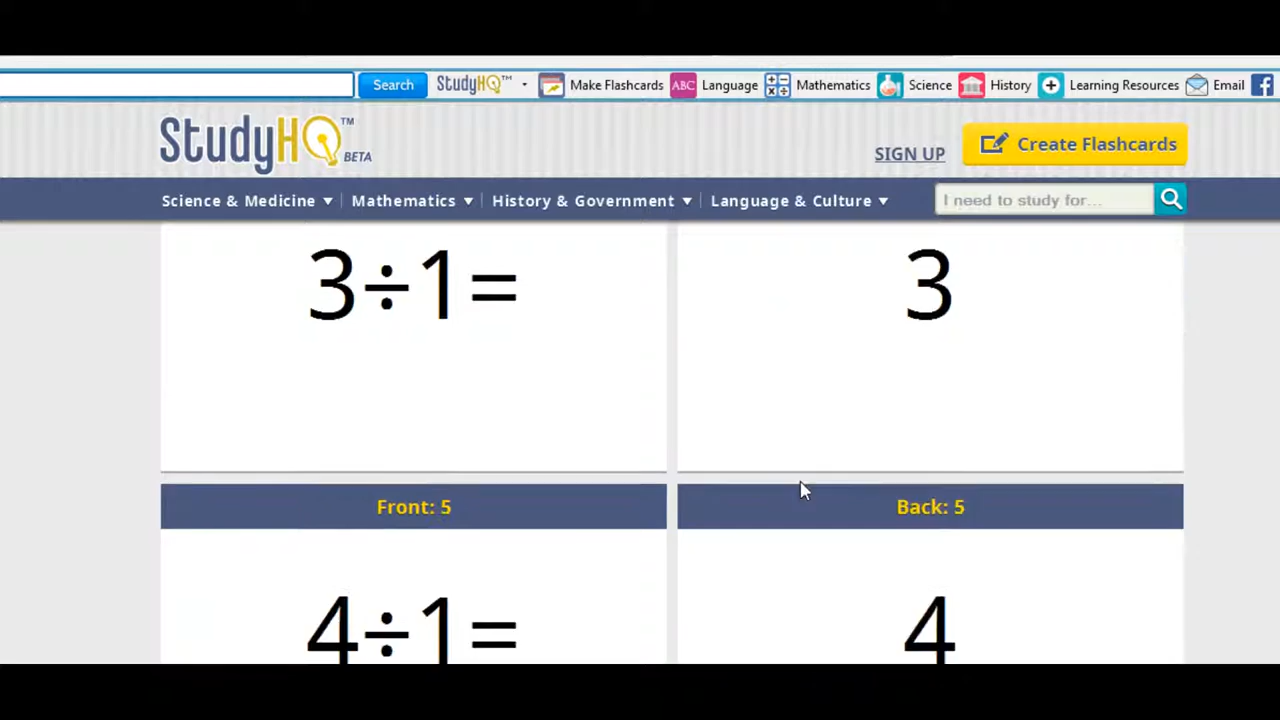 Search StudyHQ™ Make Flashcards ABC Language Mathematics Science History Learning Resources Email
StudyHQ™ BETA
SIGN UP Create Flashcards
Science & Medicine Mathematics History & Government Language & Culture I need to study for...
3÷1= 3
Front: 5 Back: 5
4÷1= 4